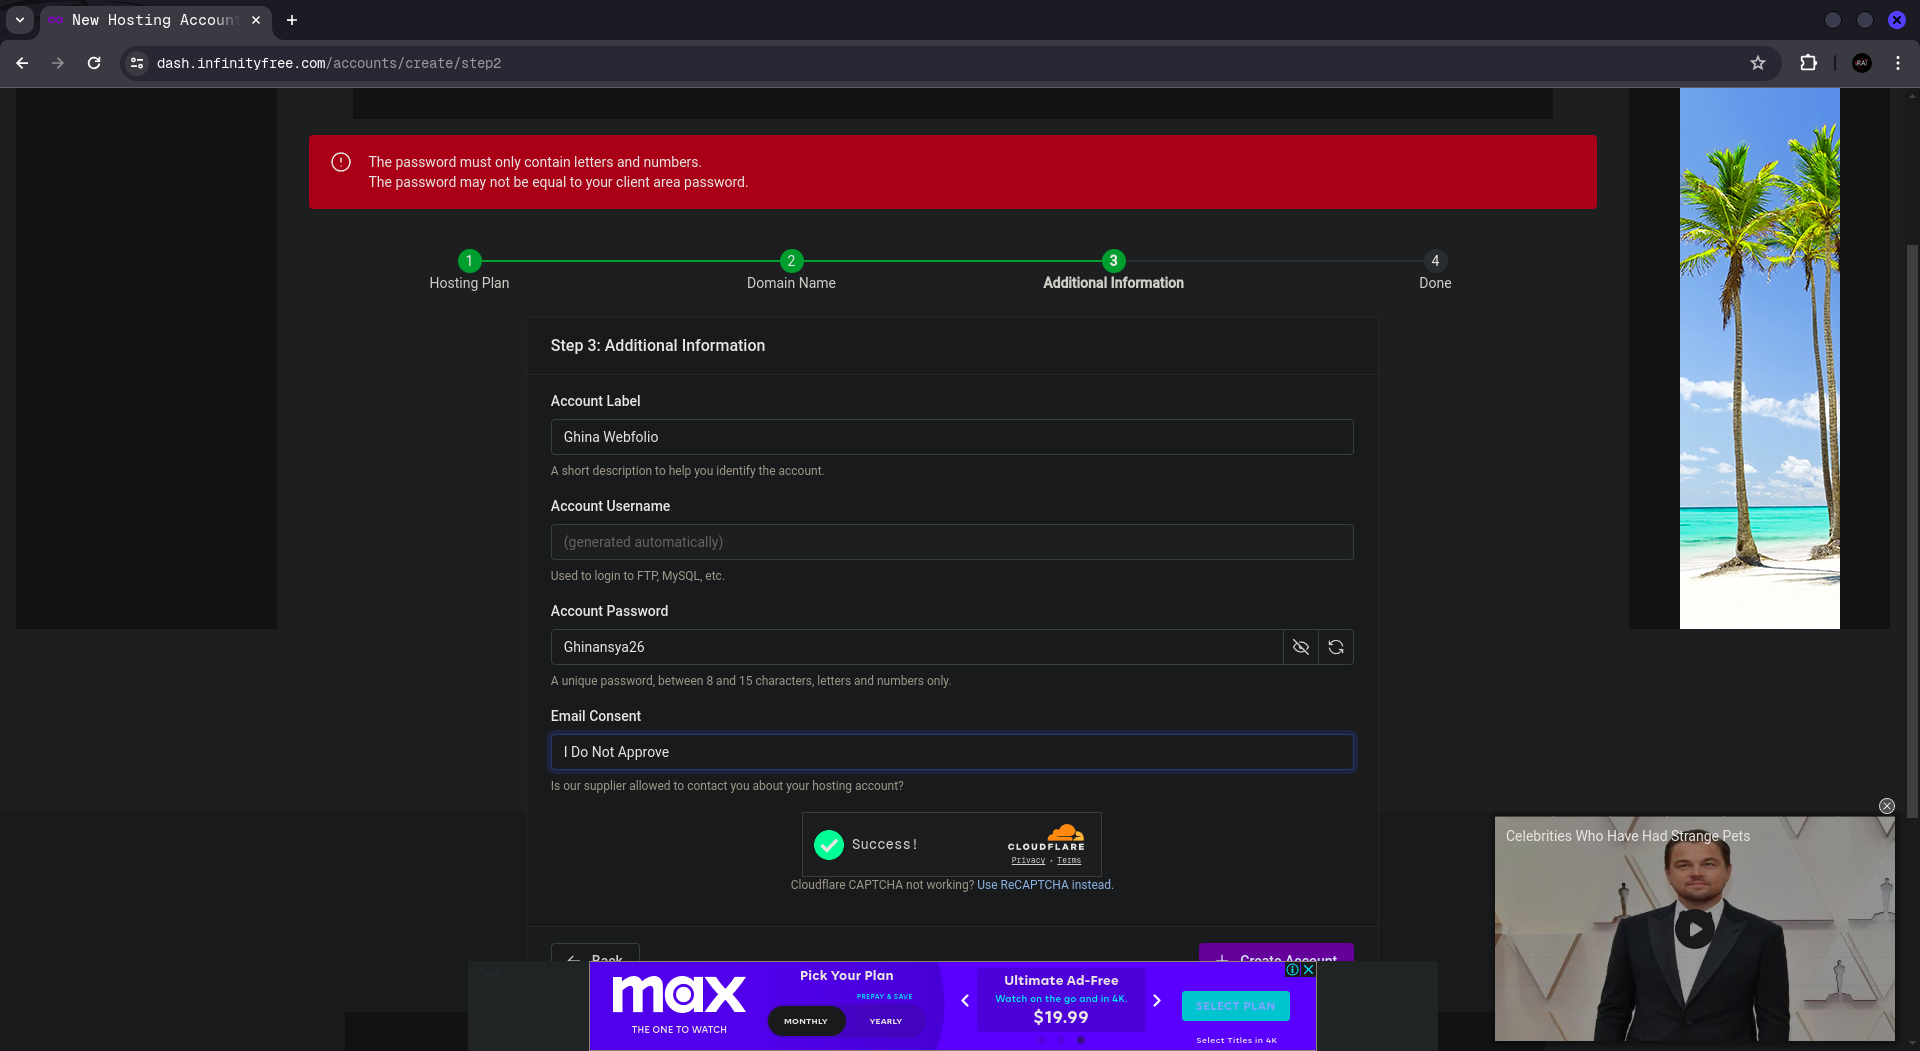 New Hosting Accoun
dash.infinityfree.com/accounts/create/step2
The password must only contain letters and numbers.
The password may not be equal to your client area password.
1
2
3
4
Hosting Plan
Domain Name
Additional Information
Done
Step 3: Additional Information
Account Label
Ghina Webfolio
A short description to help you identify the account.
Account Username
(generated automatically)
Used to login to FTP, MySQL, etc.
Account Password
Ghinansya26
A unique password, between 8 and 15 characters, letters and numbers only.
Email Consent
I Do Not Approve
Is our supplier allowed to contact you about your hosting account?
Success!
CLOUDFLARE
Privacy • Terms
Cloudflare CAPTCHA not working? Use ReCAPTCHA instead.
Celebrities Who Have Had Strange Pets
Back
Create Account
max
THE ONE TO WATCH
Pick Your Plan
PREPAY & SAVE
MONTHLY
YEARLY
Ultimate Ad-Free
Watch on the go and in 4K.
$19.99
SELECT PLAN
Select Titles in 4K